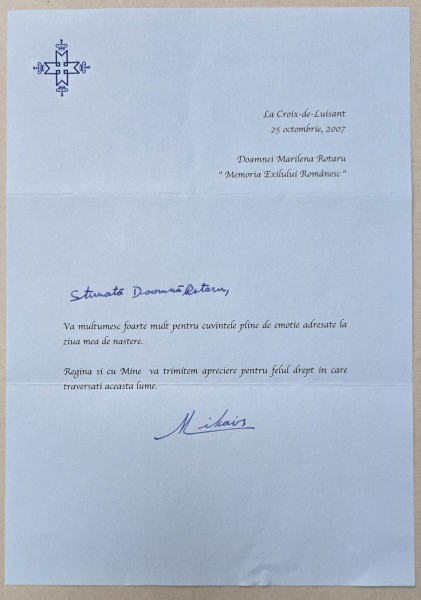 La Croix-de-Luisant
25 octombrie, 2007
Doamnei Marilena Rotaru
" Memoria Exilului Românesc "
Stimată Doamnă Rotaru,
Va multumesc foarte mult pentru cuvintele pline de emotie adresate la
ziua mea de nastere.
Regina si cu Mine va trimitem apreciere pentru felul drept in care
traversati aceasta lume.
Mihai